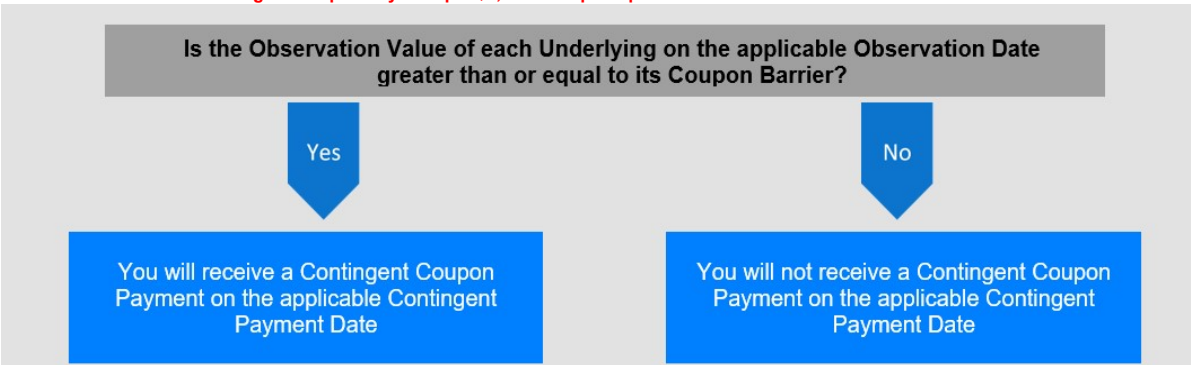 Is the Observation Value of each Underlying on the applicable Observation Date
greater than or equal to its Coupon Barrier?
Yes
No
You will receive a Contingent Coupon
Payment on the applicable Contingent
Payment Date
You will not receive a Contingent Coupon
Payment on the applicable Contingent
Payment Date